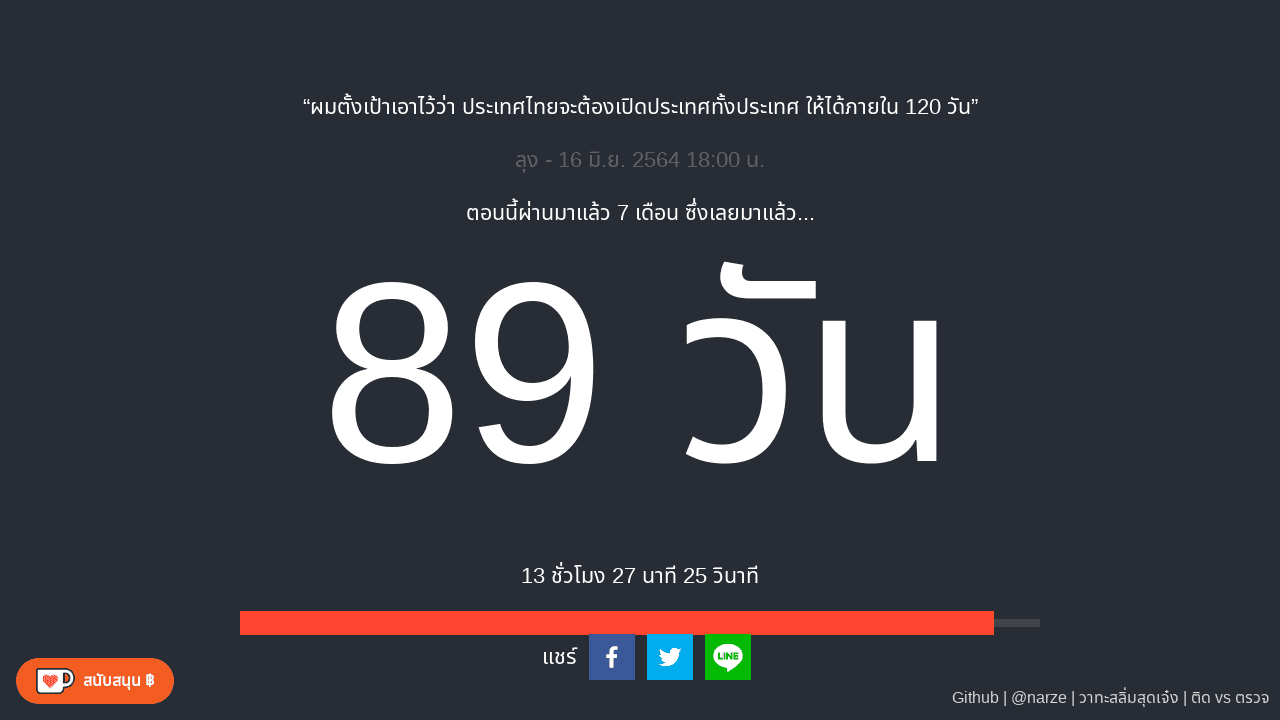 “ผมตั้งเป้าเอาไว้ว่า ประเทศไทยจะต้องเปิดประเทศทั้งประเทศ ให้ได้ภายใน 120 วัน”
ลุง - 16 มิ.ย. 2564 18:00 น.
ตอนนี้ผ่านมาแล้ว 7 เดือน ซึ่งเลยมาแล้ว...
89 วัน
13 ชั่วโมง 27 นาที 25 วินาที
แชร์ LINE
สนับสนุน ฿
Github | @narze | วาทะสลิ่มสุดเจ๋ง | ติด vs ตรวจ